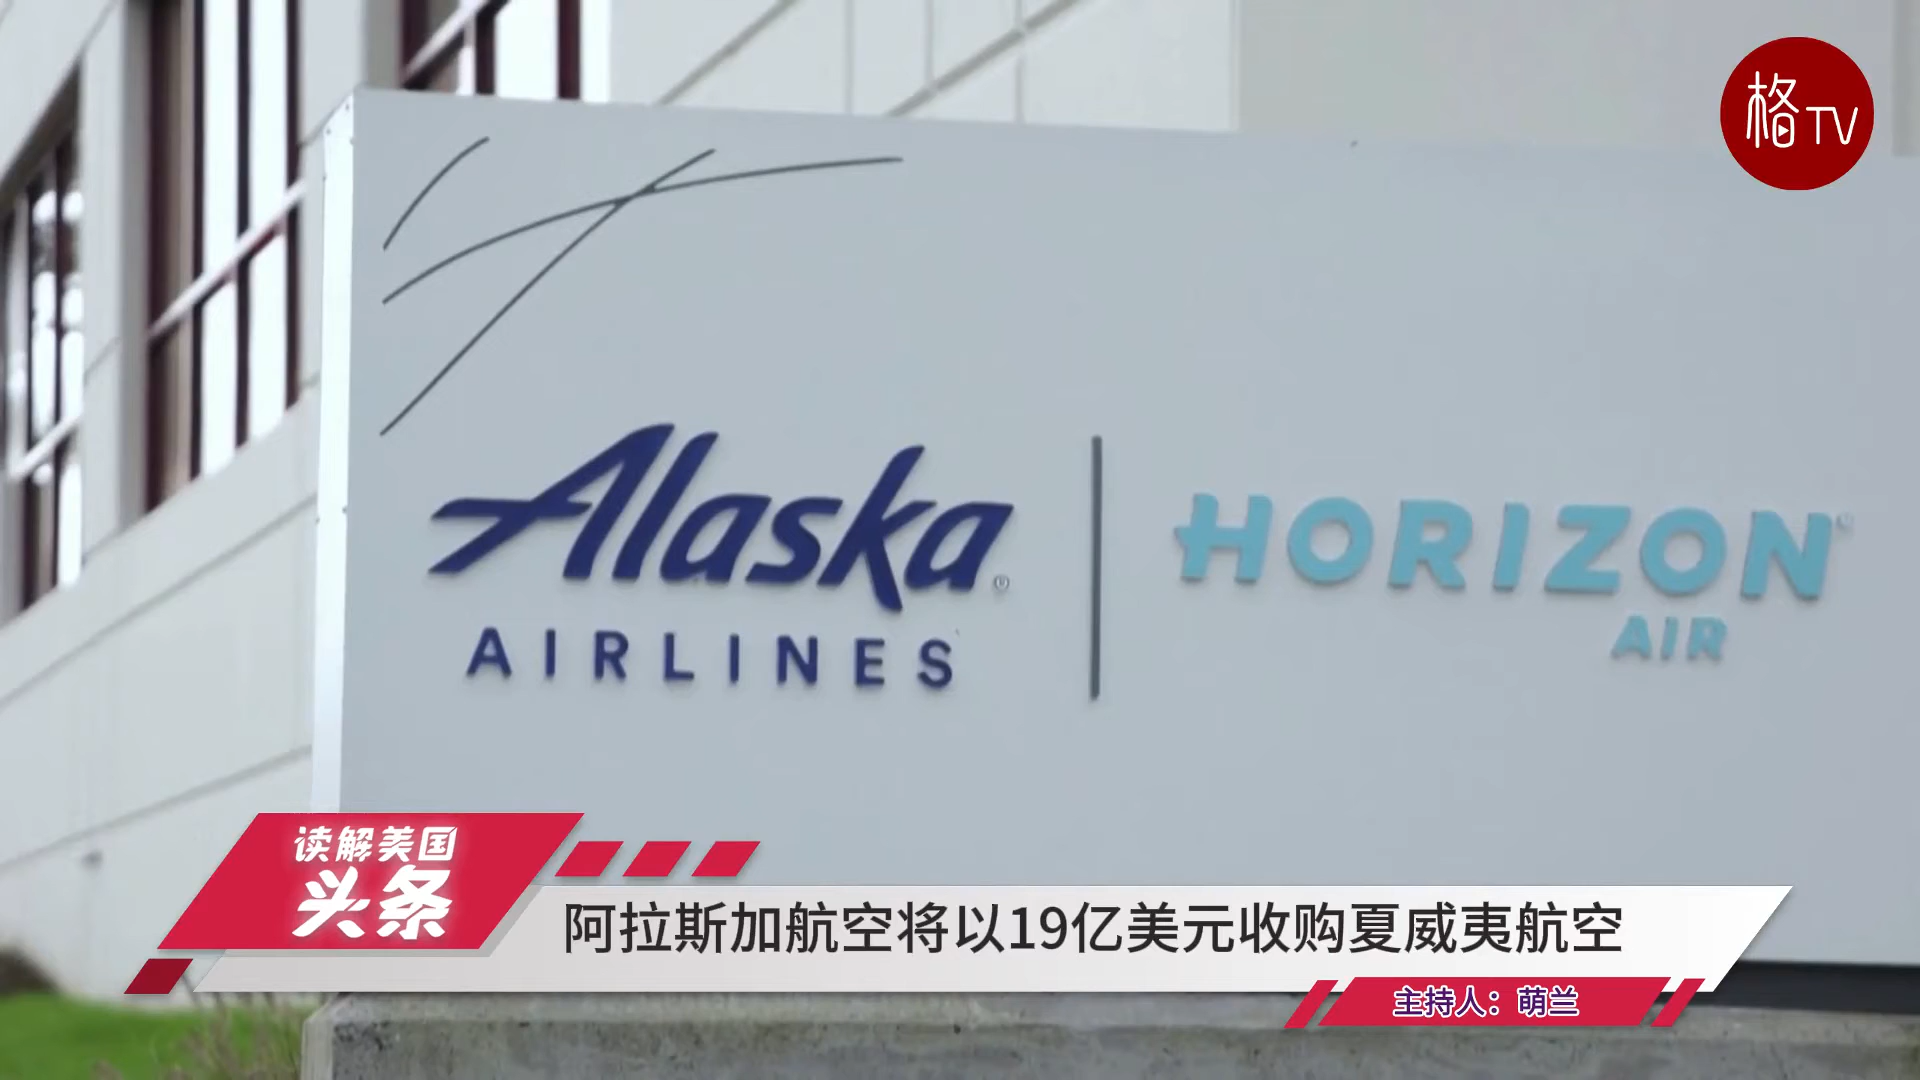 格TV
Alaska®
AIRLINES
HORIZON
AIR
读解美国
头条
阿拉斯加航空将以19亿美元收购夏威夷航空
主持人：萌兰